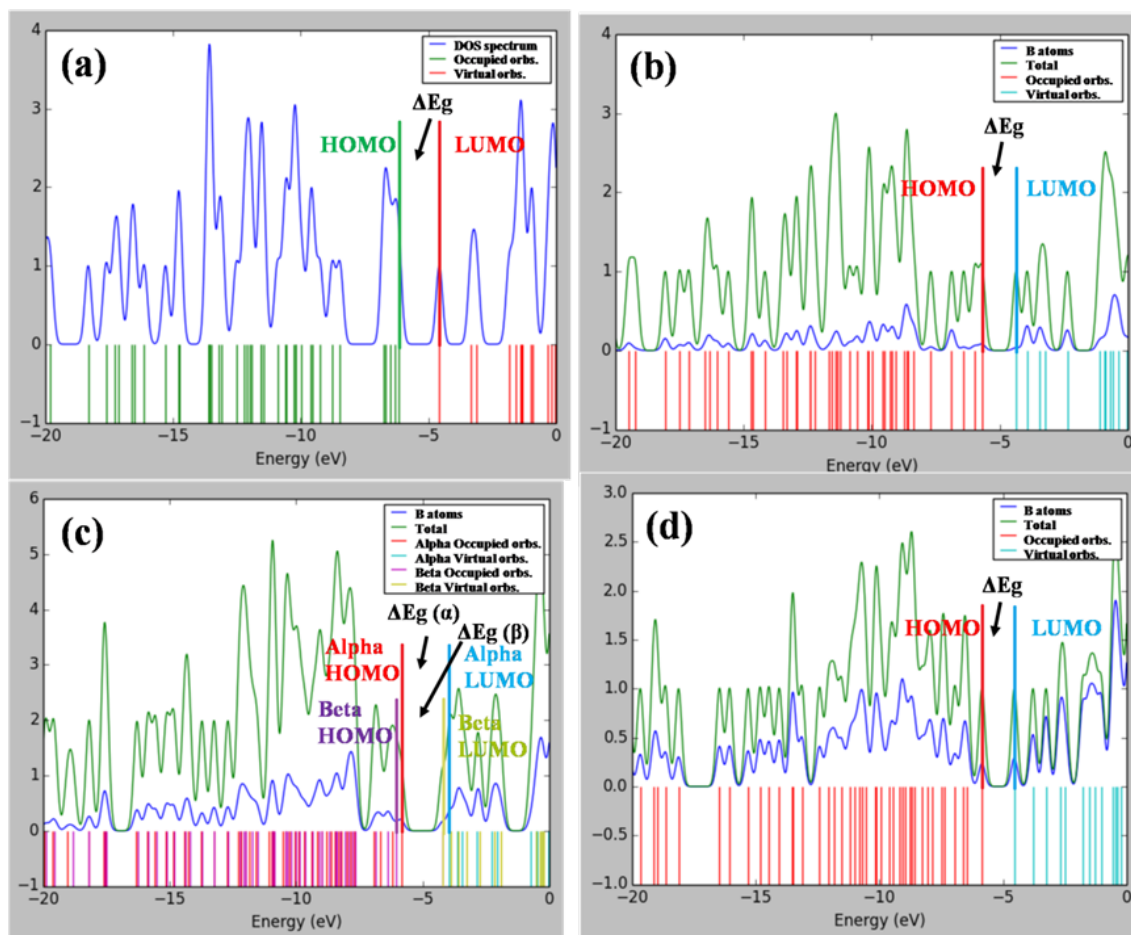 (a)
DOS spectrum
Occupied orbs.
Virtual orbs.
ΔEg
HOMO
LUMO
4
3
2
1
0
−1
−20
−15
−10
−5
0
Energy (eV)
(b)
B atoms
Total
Occupied orbs.
Virtual orbs.
ΔEg
HOMO
LUMO
4
3
2
1
0
−1
−20
−15
−10
−5
0
Energy (eV)
(c)
B atoms
Total
Alpha Occupied orbs.
Alpha Virtual orbs.
Beta Occupied orbs.
Beta Virtual orbs.
ΔEg (α)
ΔEg (β)
Alpha
HOMO
Alpha
LUMO
Beta
HOMO
Beta
LUMO
6
5
4
3
2
1
0
−1
−20
−15
−10
−5
0
Energy (eV)
(d)
B atoms
Total
Occupied orbs.
Virtual orbs.
ΔEg
HOMO
LUMO
3.0
2.5
2.0
1.5
1.0
0.5
0.0
−0.5
−1.0
−20
−15
−10
−5
0
Energy (eV)